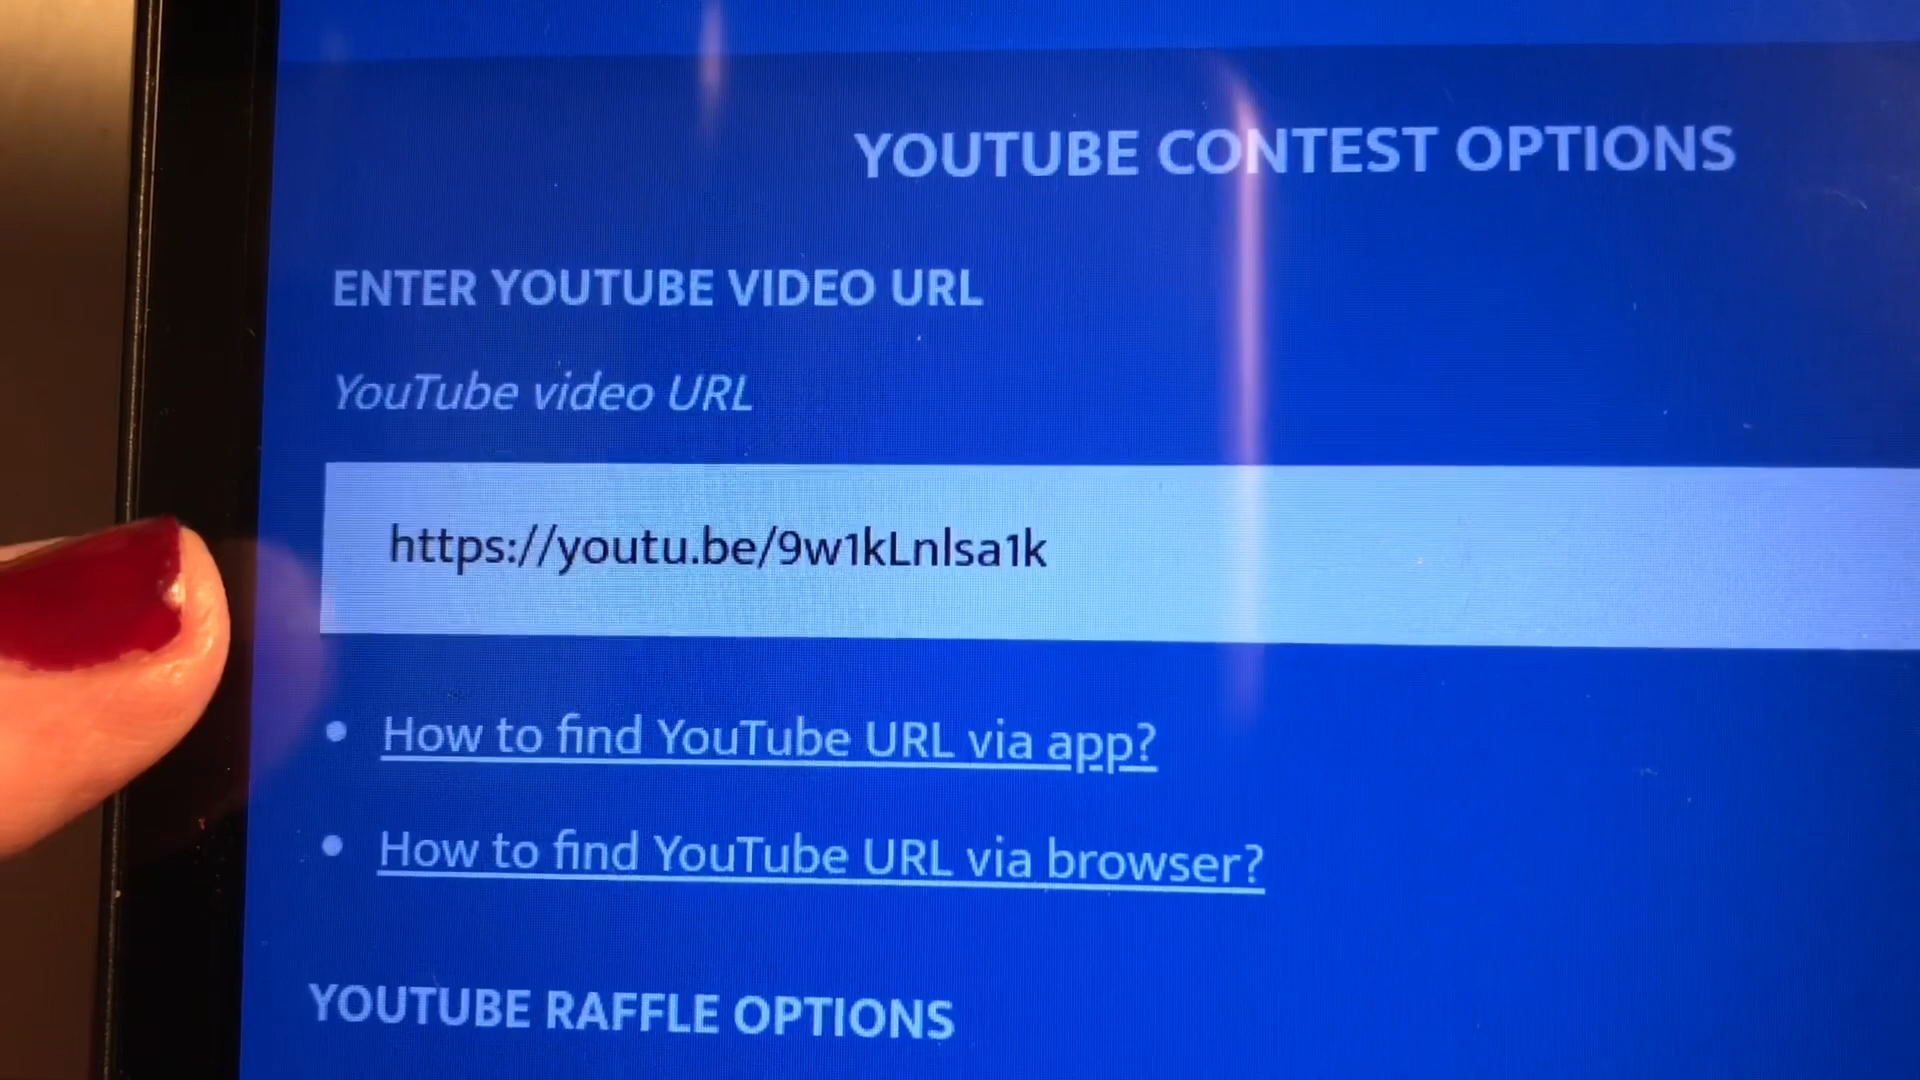 YOUTUBE CONTEST OPTIONS
ENTER YOUTUBE VIDEO URL
YouTube video URL
https://youtu.be/9w1kLnlsa1k
How to find YouTube URL via app?
How to find YouTube URL via browser?
YOUTUBE RAFFLE OPTIONS